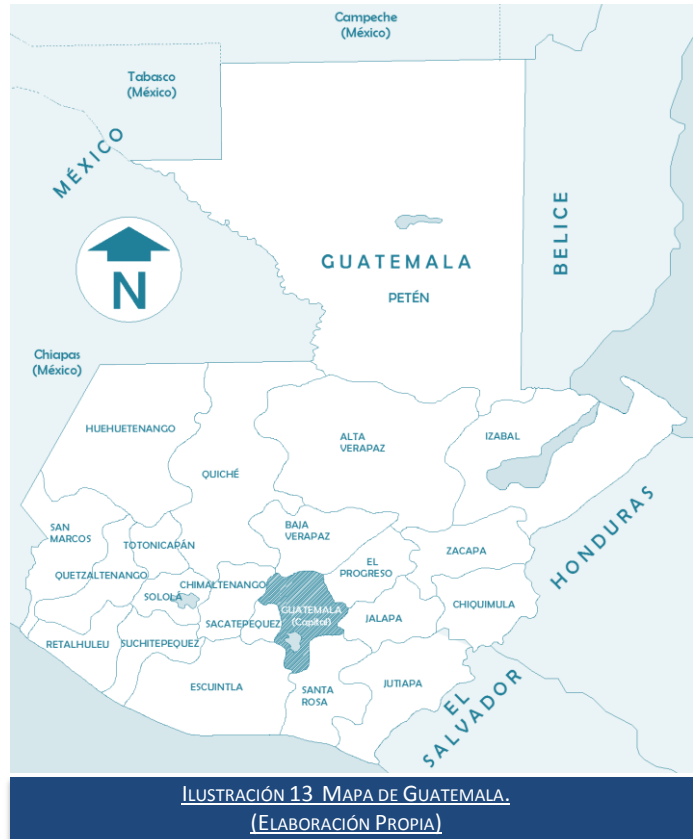 Campeche
(México)
Tabasco
(México)
MÉXICO
BELICE
GUATEMALA
PETÉN
N
Chiapas
(México)
HUEHUETENANGO
ALTA
VERAPAZ
IZABAL
QUICHÉ
HONDURAS
SAN
MARCOS
TOTONICAPÁN
BAJA
VERAPAZ
ZACAPA
EL
PROGRESO
QUETZALTENANGO
CHIMALTENANGO
SOLOLÁ
GUATEMALA
(Capital)
CHIQUIMULA
JALAPA
SACATEPEQUEZ
RETALHULEU
SUCHITEPEQUEZ
ESCUINTLA
SANTA
ROSA
JUTIAPA
EL
SALVADOR
ILUSTRACIÓN 13 MAPA DE GUATEMALA.
(ELABORACIÓN PROPIA)